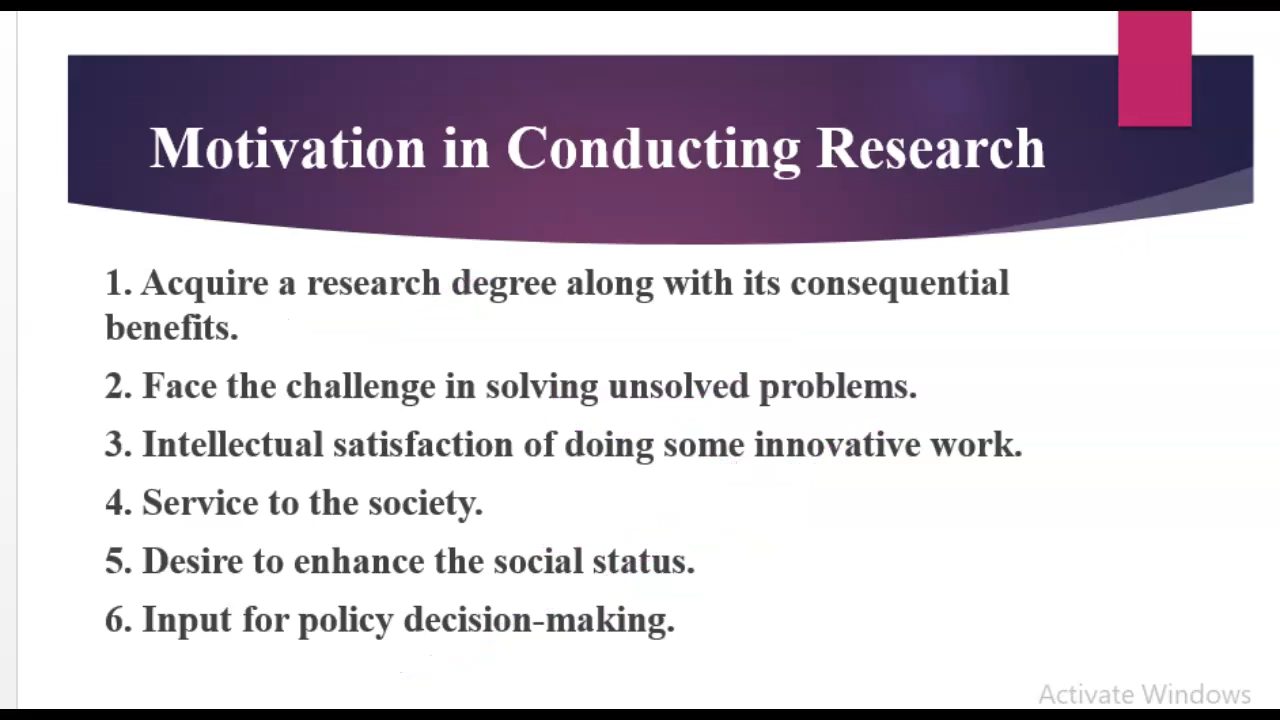 Motivation in Conducting Research
1. Acquire a research degree along with its consequential
benefits.
2. Face the challenge in solving unsolved problems.
3. Intellectual satisfaction of doing some innovative work.
4. Service to the society.
5. Desire to enhance the social status.
6. Input for policy decision-making.
Activate Windows